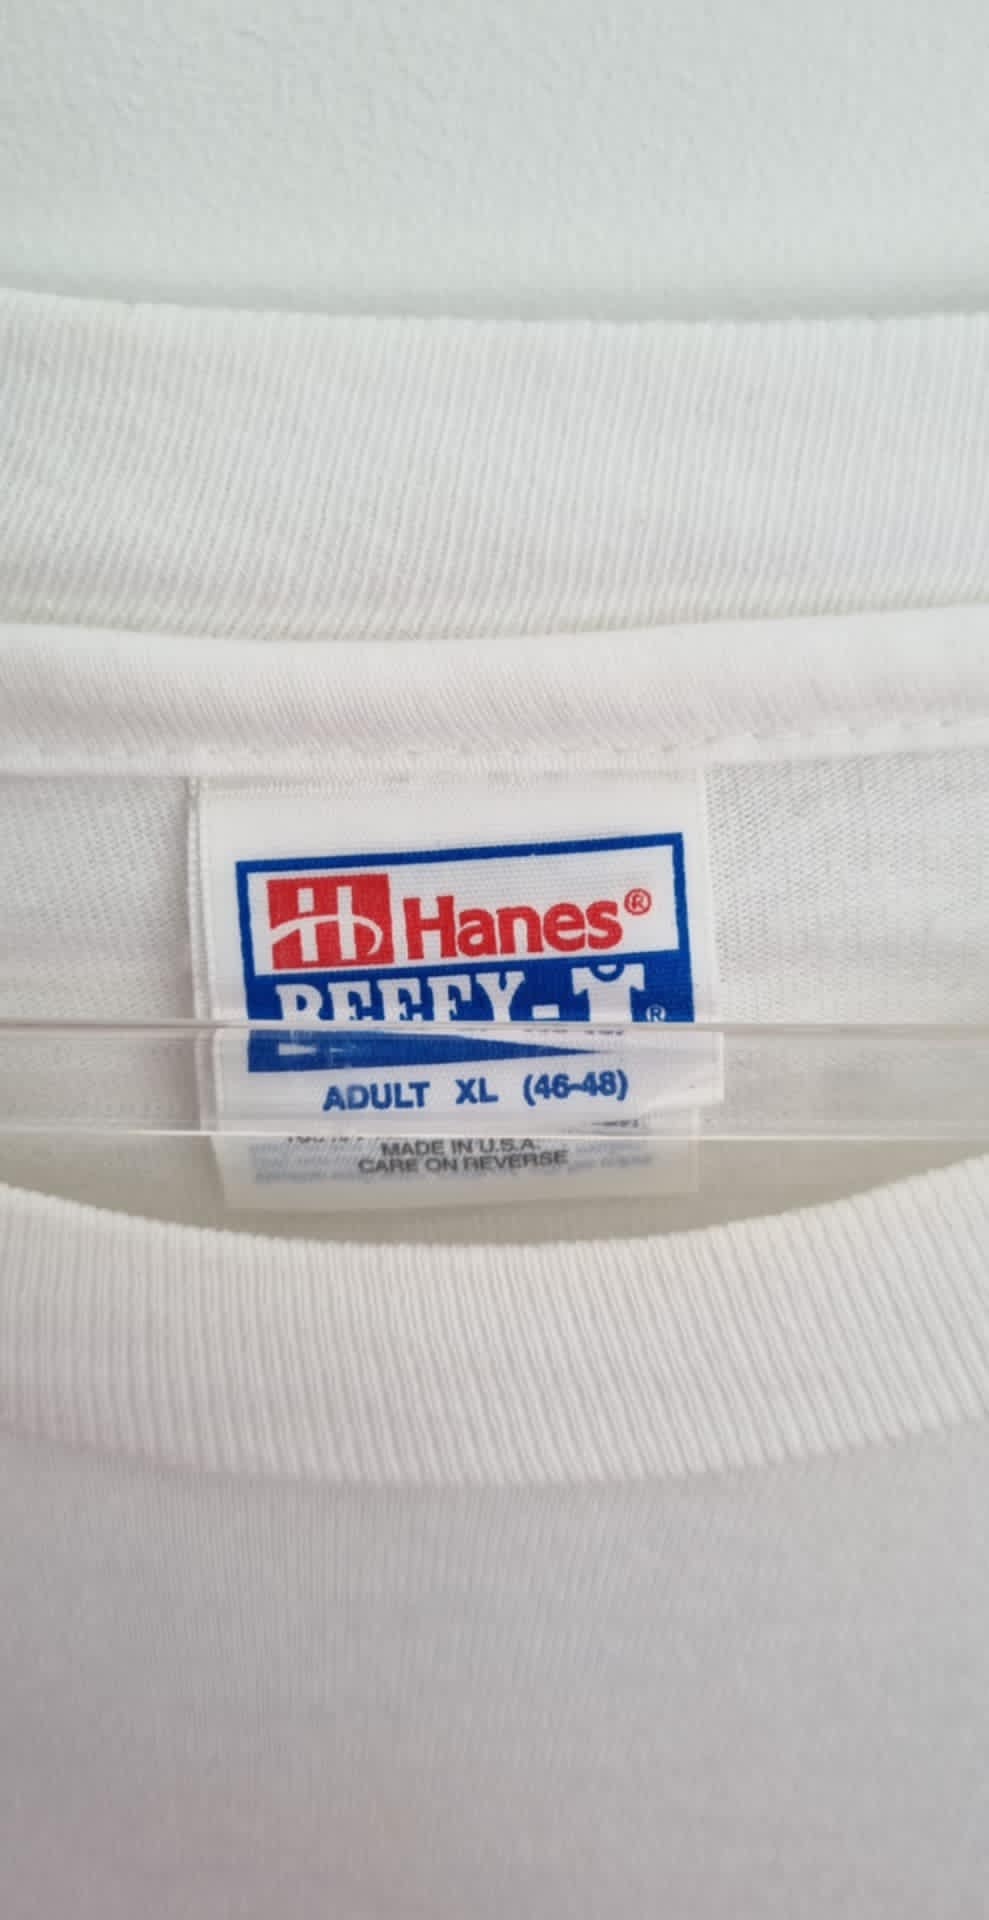 Hanes®
BEEFY-T®
ADULT XL (46-48)
MADE IN U.S.A.
CARE ON REVERSE